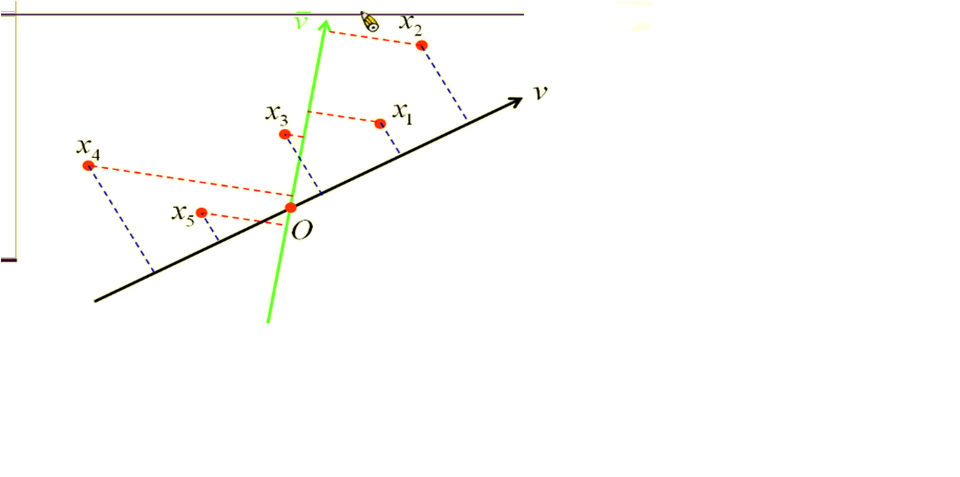 v̄
x₂
v
x₃
x₁
x₄
x₅
O